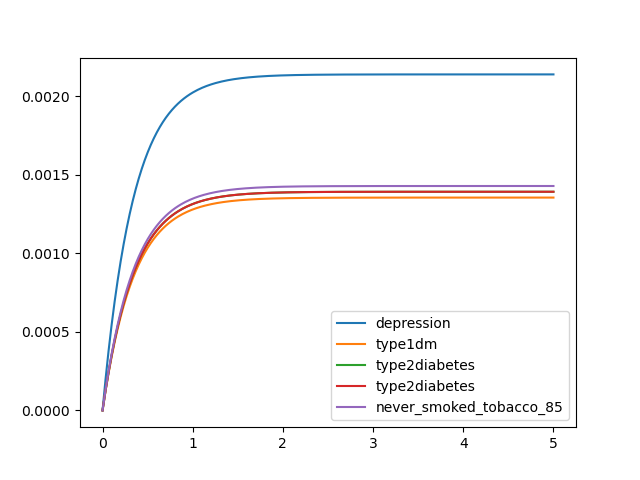 0.0020
0.0015
0.0010
0.0005
0.0000
depression
type1dm
type2diabetes
type2diabetes
never_smoked_tobacco_85
0 1 2 3 4 5